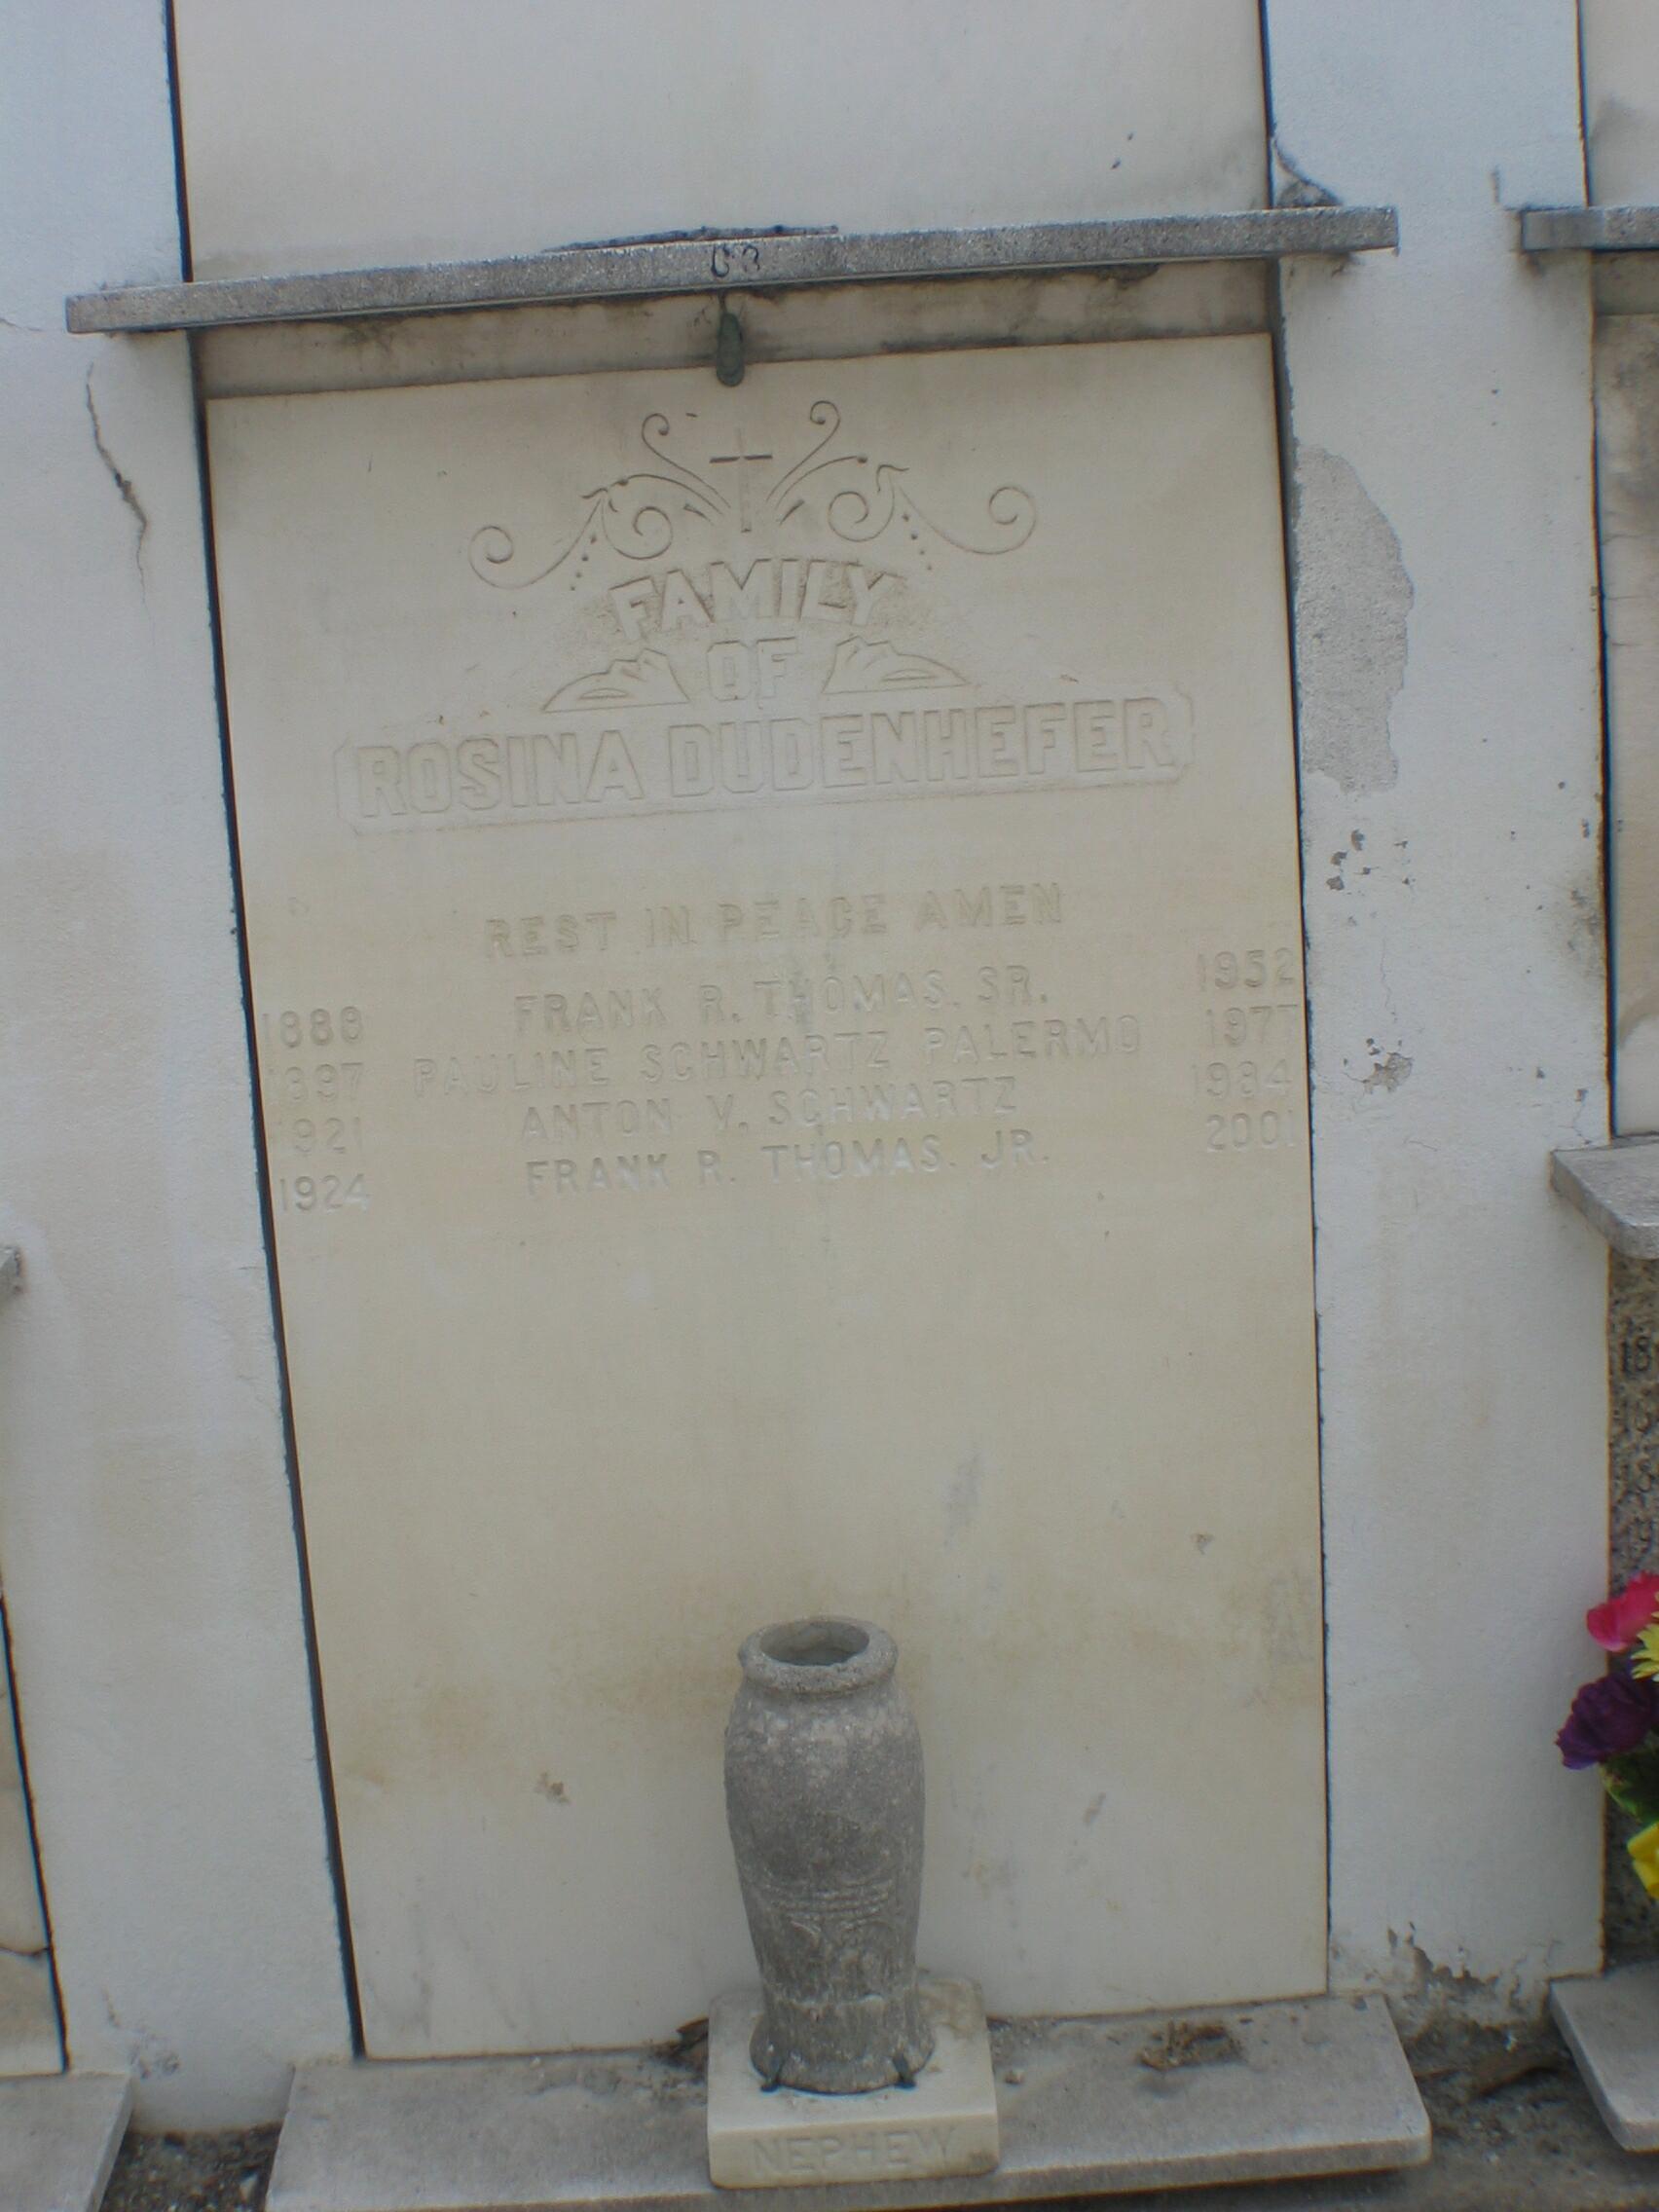 FAMILY
OF
ROSINA DUDENHEFER
REST IN PEACE AMEN
1888 FRANK R. THOMAS. SR. 1952
1897 PAULINE SCHWARTZ PALERMO 1977
1921 ANTON V. SCHWARTZ 1984
1924 FRANK R. THOMAS. JR. 2001
NEPHEW